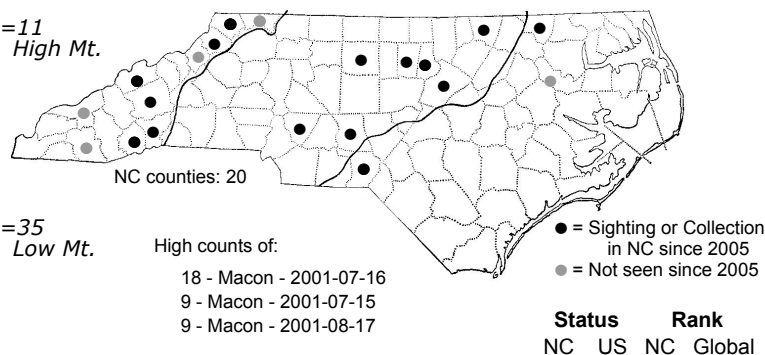 =11
High Mt.
NC counties: 20
=35
Low Mt.
High counts of:
18 - Macon - 2001-07-16
9 - Macon - 2001-07-15
9 - Macon - 2001-08-17
● = Sighting or Collection
in NC since 2005
● = Not seen since 2005
Status Rank
NC US NC Global